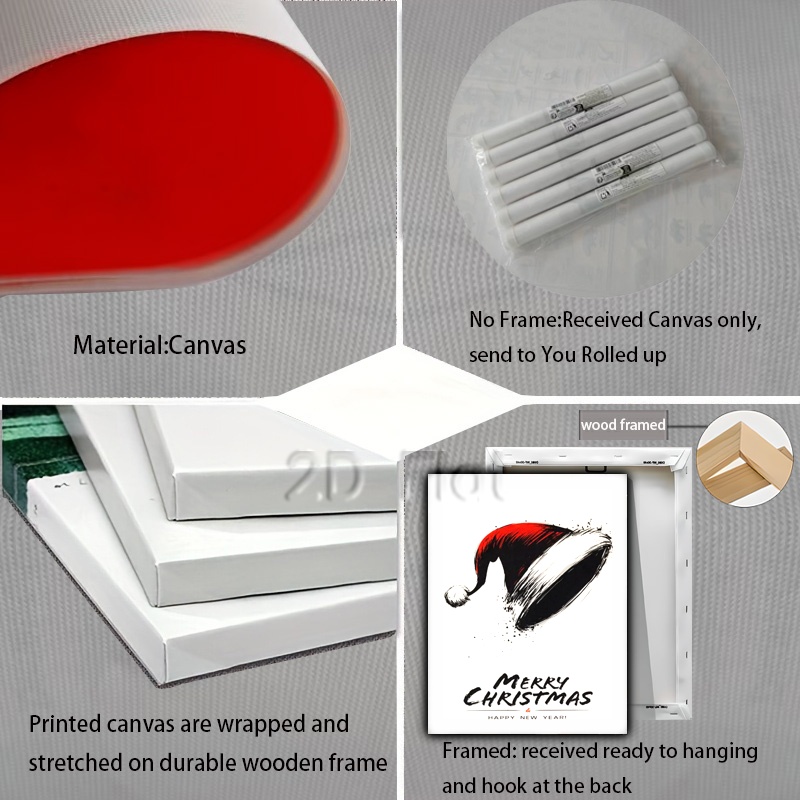 Material:Canvas
No Frame:Received Canvas only,
send to You Rolled up
2D Flat
Printed canvas are wrapped and
stretched on durable wooden frame
wood framed
MERRY
CHRISTMAS
HAPPY NEW YEAR!
Framed: received ready to hanging
and hook at the back